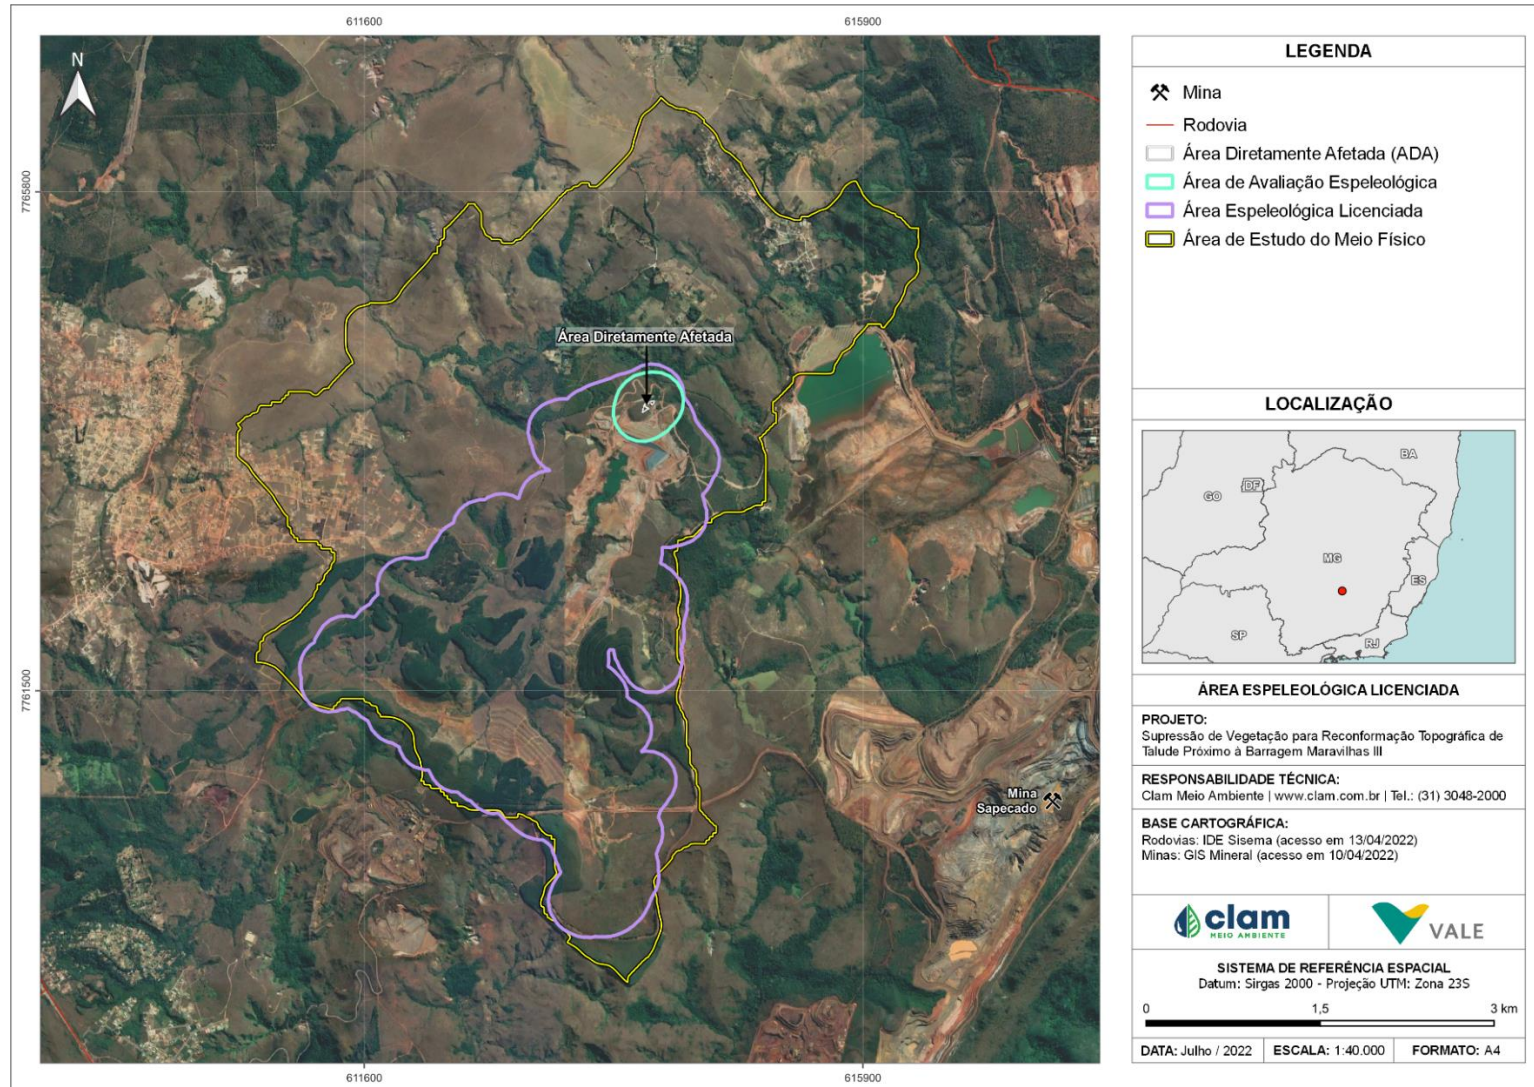 611600
615900
N
7765800
7761500
Área Diretamente Afetada
Mina
Sapecado
611600
615900
LEGENDA
Mina
Rodovia
Área Diretamente Afetada (ADA)
Área de Avaliação Espeleológica
Área Espeleológica Licenciada
Área de Estudo do Meio Físico
LOCALIZAÇÃO
BA
DF
GO
MG
ES
SP
RJ
ÁREA ESPELEOLÓGICA LICENCIADA
PROJETO:
Supressão de Vegetação para Reconformação Topográfica de
Talude Próximo à Barragem Maravilhas III
RESPONSABILIDADE TÉCNICA:
Clam Meio Ambiente | www.clam.com.br | Tel.: (31) 3048-2000
BASE CARTOGRÁFICA:
Rodovias: IDE Sisema (acesso em 13/04/2022)
Minas: GIS Mineral (acesso em 10/04/2022)
clam
MEIO AMBIENTE
VALE
SISTEMA DE REFERÊNCIA ESPACIAL
Datum: Sirgas 2000 - Projeção UTM: Zona 23S
0 1,5 3 km
DATA: Julho / 2022 ESCALA: 1:40.000 FORMATO: A4